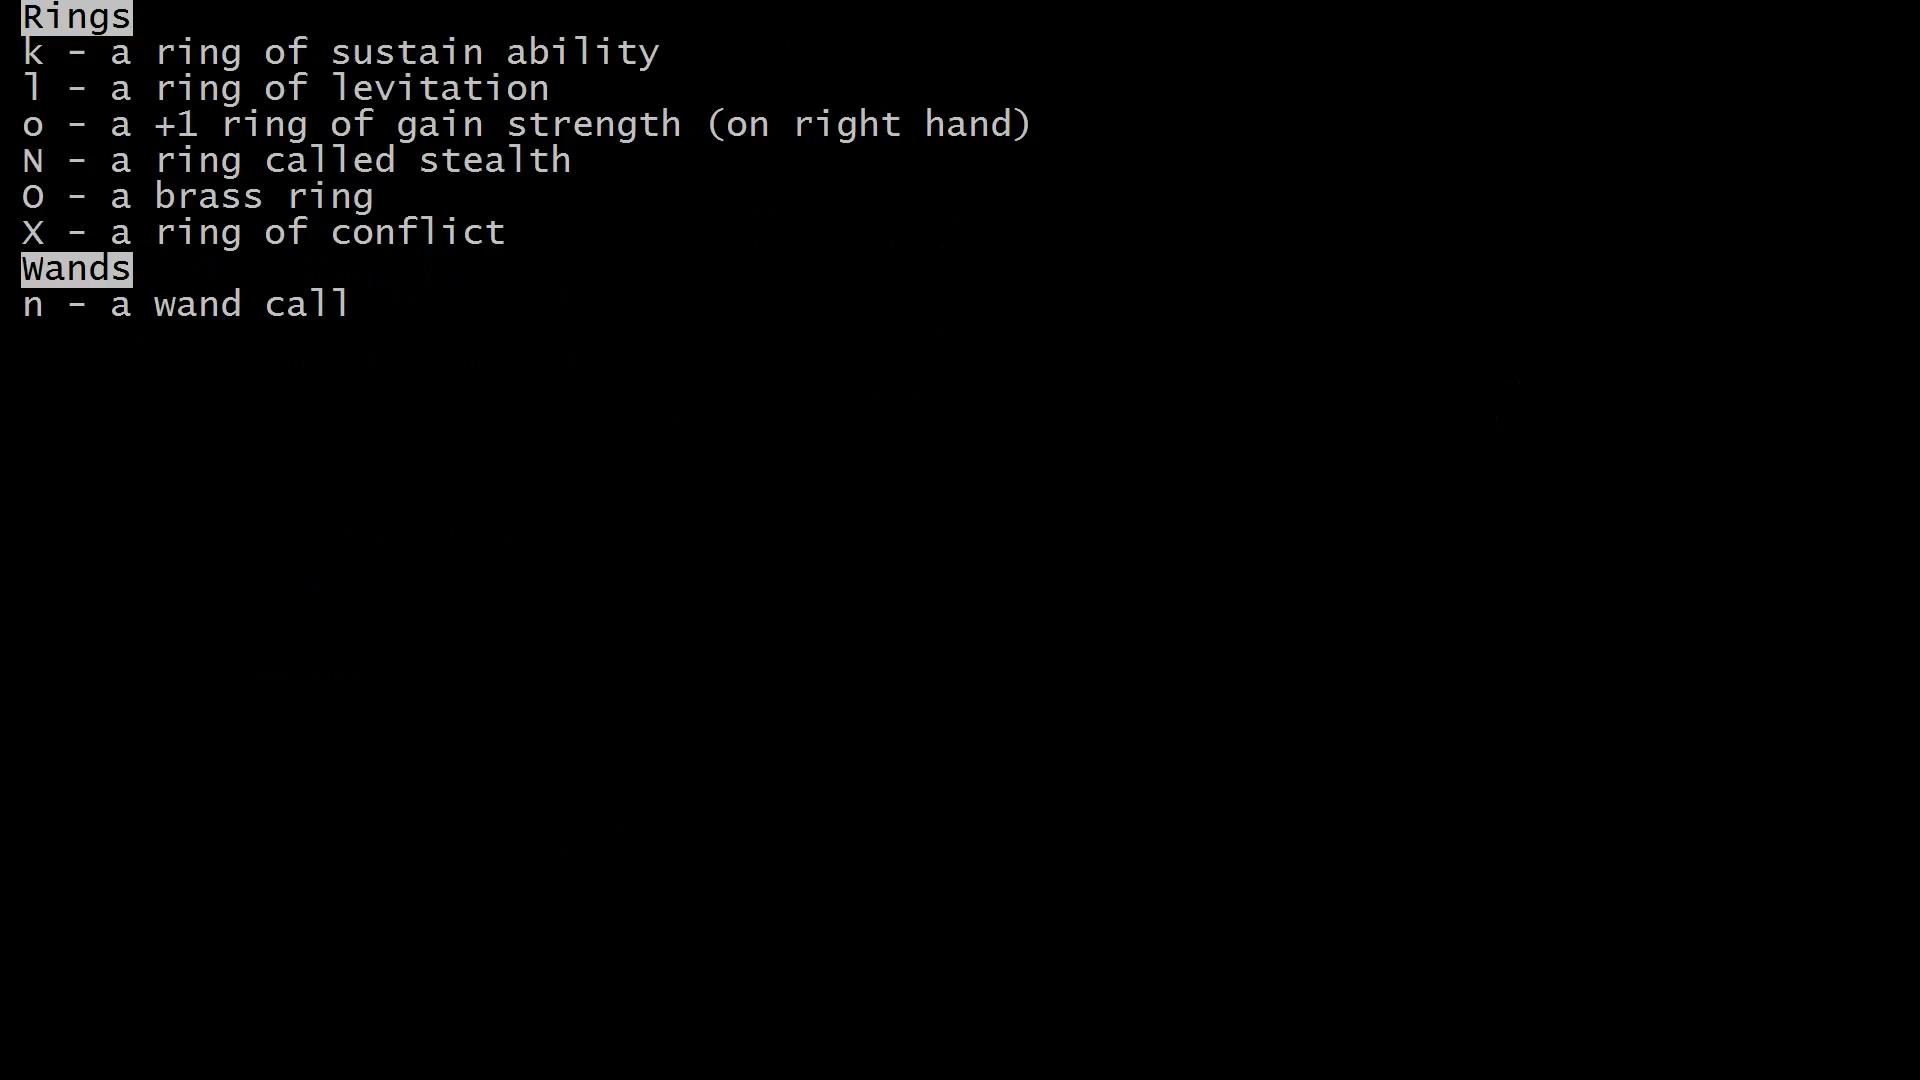 Rings
k - a ring of sustain ability
l - a ring of levitation
o - a +1 ring of gain strength (on right hand)
N - a ring called stealth
O - a brass ring
X - a ring of conflict
Wands
n - a wand call